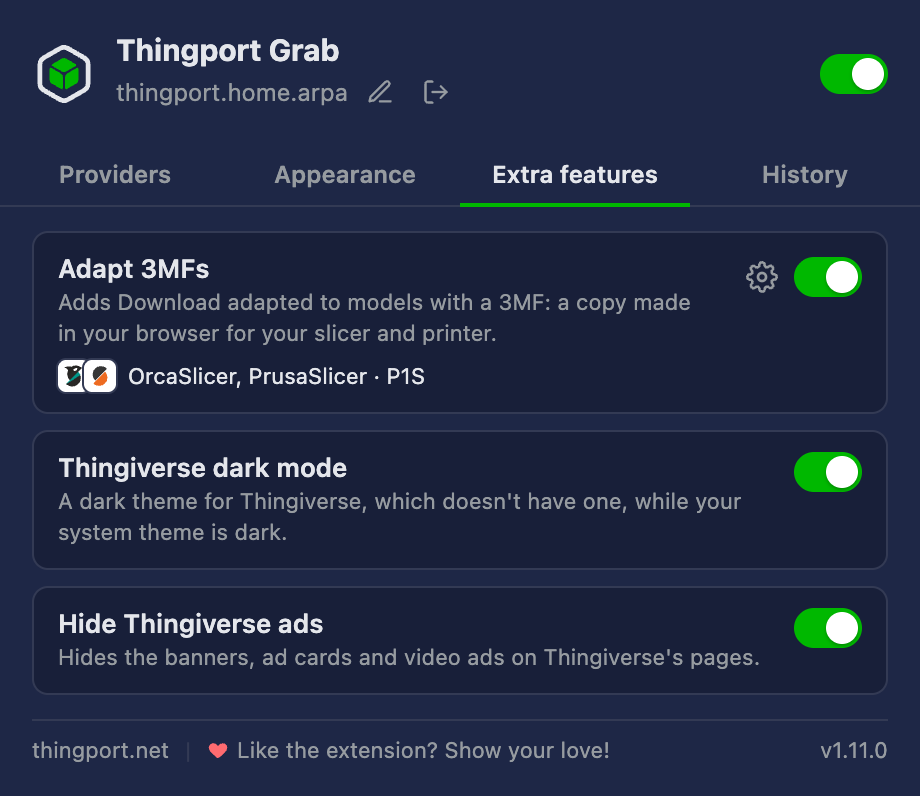 Thingport Grab
thingport.home.arpa
Providers
Appearance
Extra features
History
Adapt 3MFs
Adds Download adapted to models with a 3MF: a copy made
in your browser for your slicer and printer.
OrcaSlicer, PrusaSlicer · P1S
Thingiverse dark mode
A dark theme for Thingiverse, which doesn't have one, while your
system theme is dark.
Hide Thingiverse ads
Hides the banners, ad cards and video ads on Thingiverse's pages.
thingport.net
Like the extension? Show your love!
v1.11.0